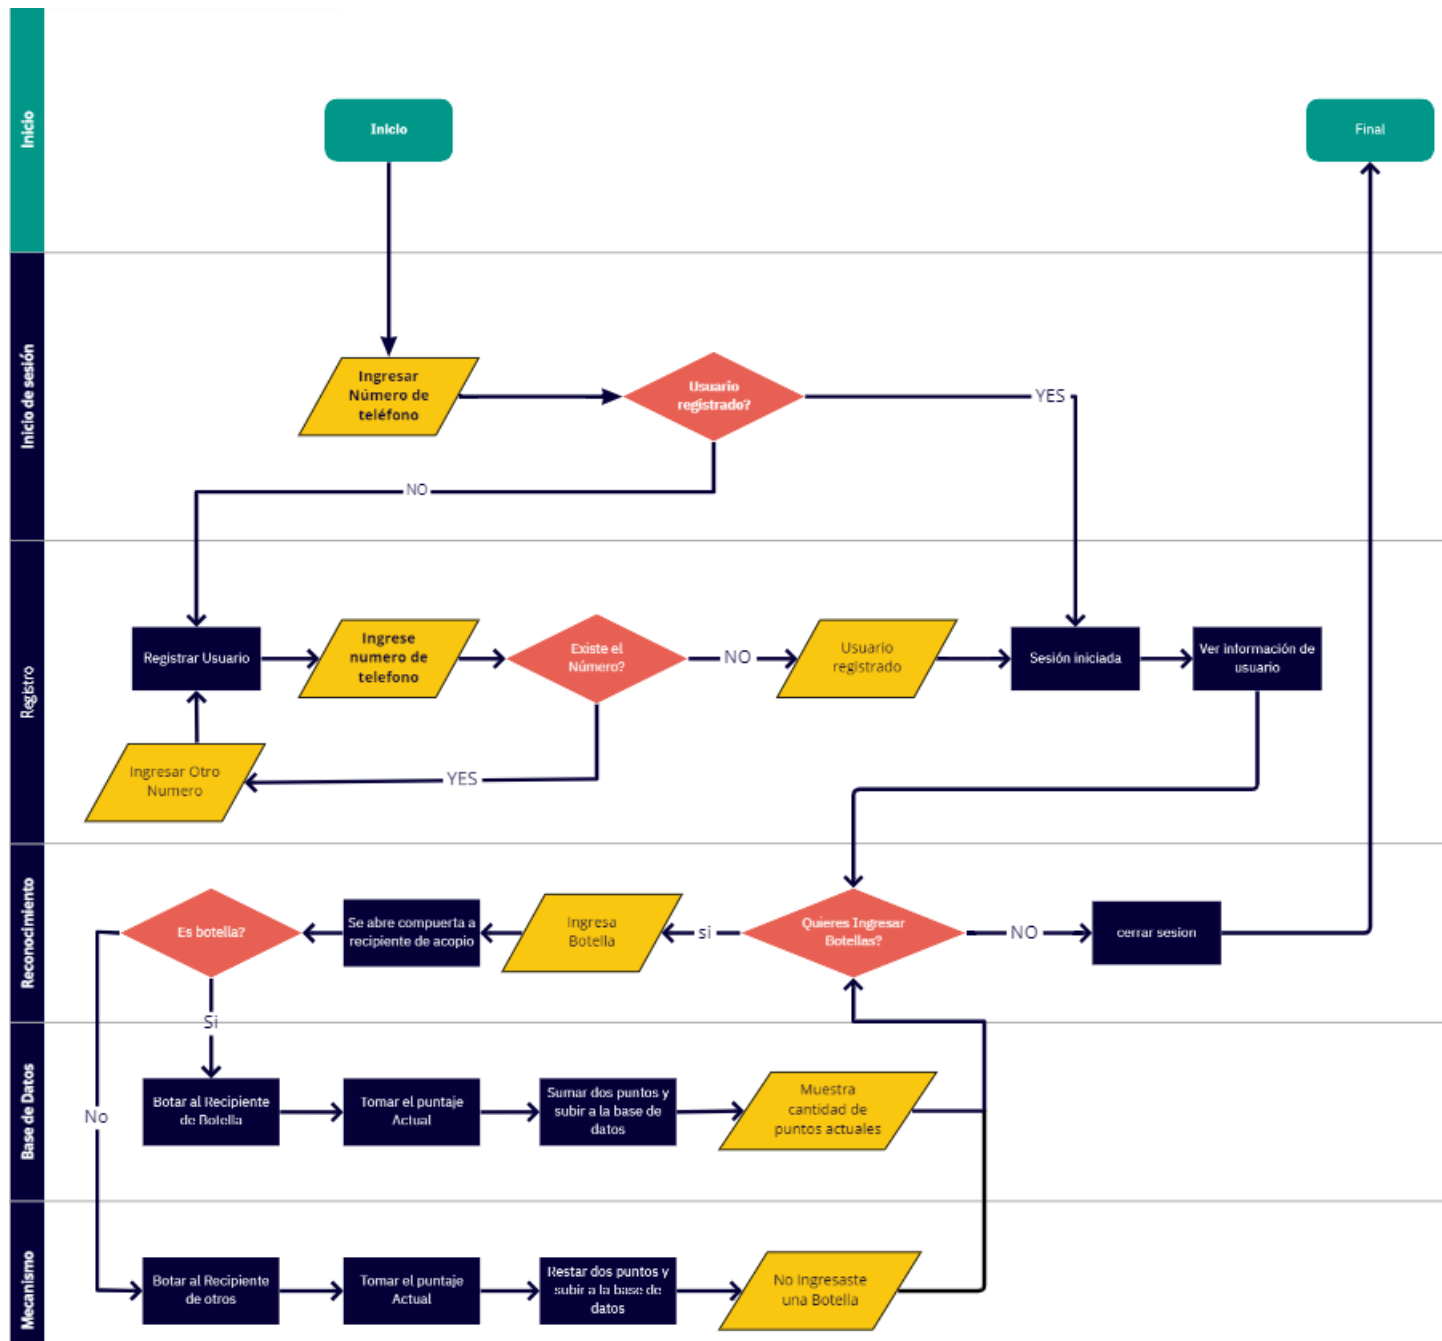 Inicio
Inicio
Final
Inicio de sesión
Ingresar
Número de
teléfono
Usuario
registrado?
YES
NO
Registro
Registrar Usuario
Ingrese
numero de
telefono
Existe el
Número?
NO
Usuario
registrado
Sesión iniciada
Ver información de
usuario
Ingresar Otro
Numero
YES
Reconocimiento
Es botella?
Se abre compuerta a
recipiente de acopio
Ingresa
Botella
si
Quieres Ingresar
Botellas?
NO
cerrar sesion
Si
Base de Datos
No
Botar al Recipiente
de Botella
Tomar el puntaje
Actual
Sumar dos puntos y
subir a la base de
datos
Muestra
cantidad de
puntos actuales
Mecanismo
Botar al Recipiente
de otros
Tomar el puntaje
Actual
Restar dos puntos y
subir a la base de
datos
No Ingresaste
una Botella